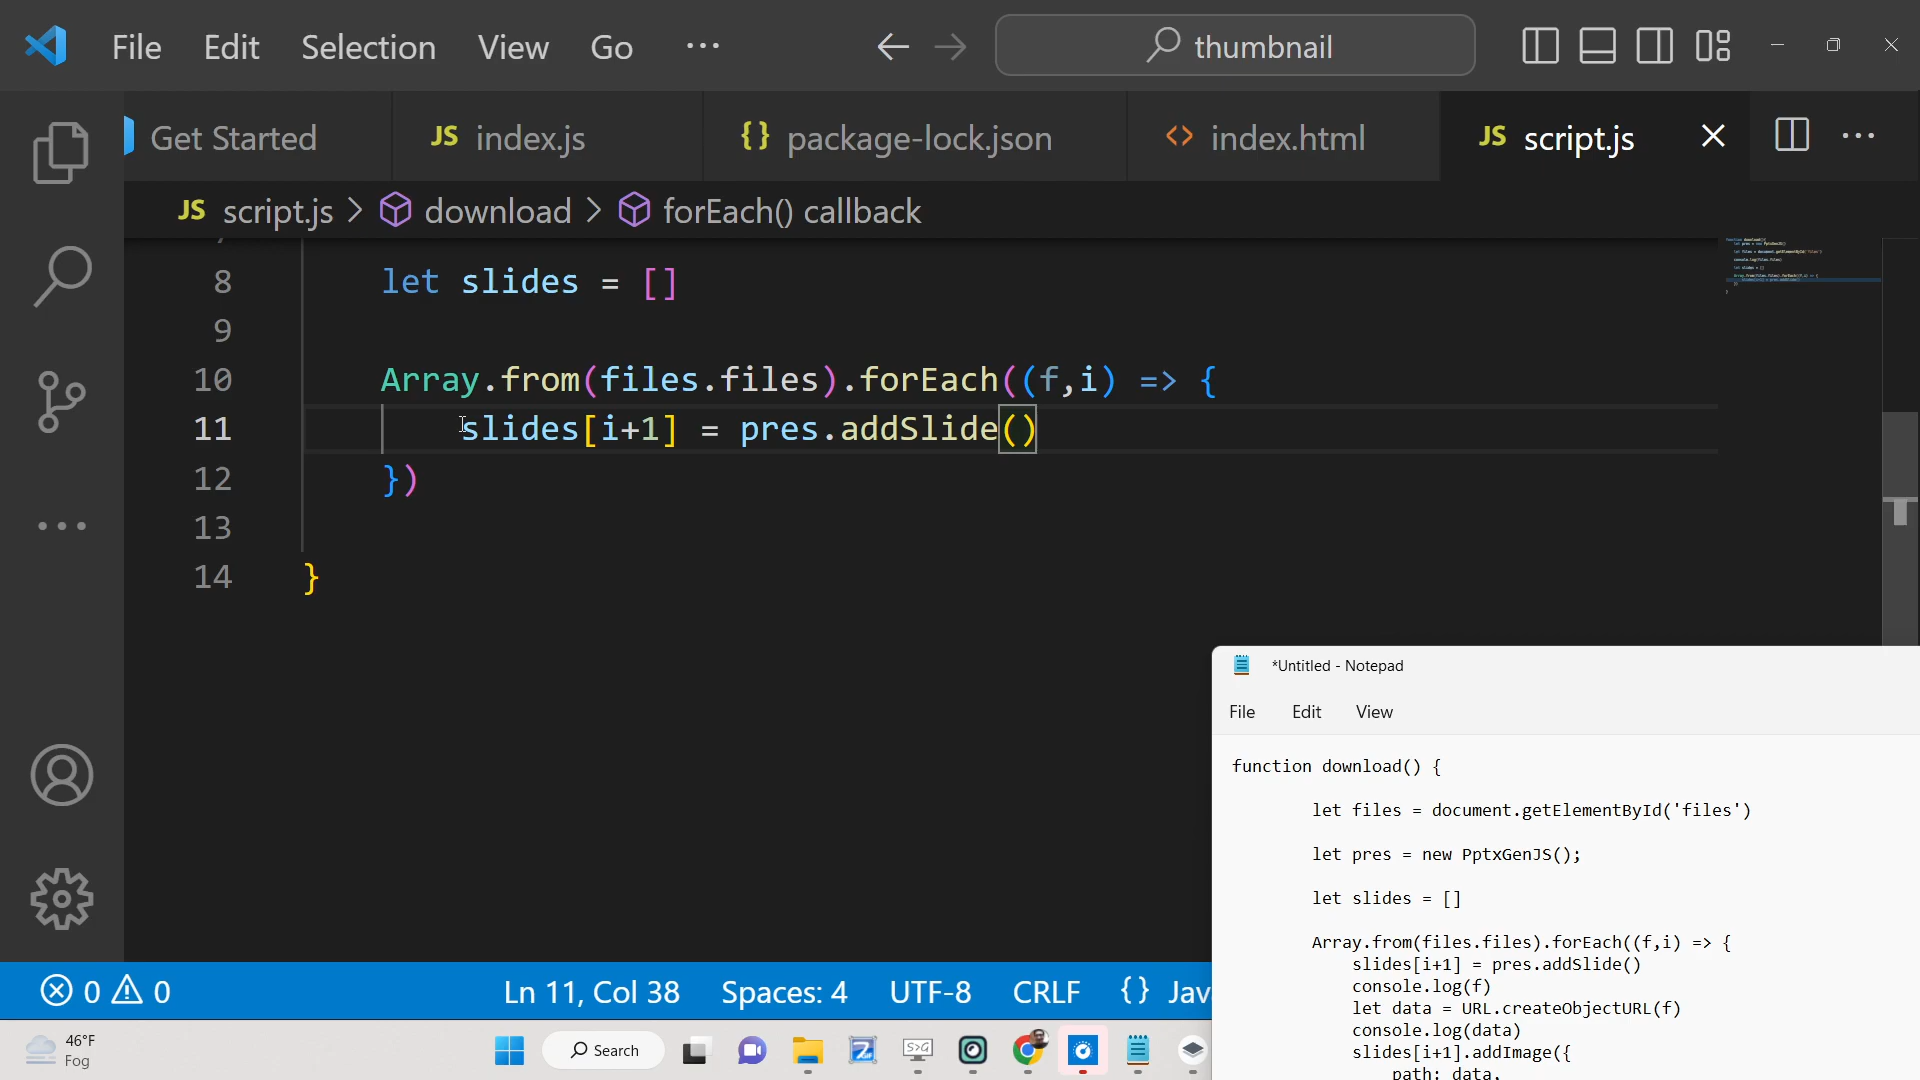 File Edit Selection View Go ··· thumbnail
Get Started JS index.js {} package-lock.json <> index.html JS script.js
JS script.js > download > forEach() callback
8 let slides = []
9
10 Array.from(files.files).forEach((f,i) => {
11 slides[i+1] = pres.addSlide()
12 })
13
14 }
*Untitled - Notepad
File Edit View
function download() {
let files = document.getElementById('files')
let pres = new PptxGenJS();
let slides = []
Array.from(files.files).forEach((f,i) => {
slides[i+1] = pres.addSlide()
console.log(f)
let data = URL.createObjectURL(f)
console.log(data)
slides[i+1].addImage({
path: data,
0 0 Ln 11, Col 38 Spaces: 4 UTF-8 CRLF {} Jav
46°F
Fog
Search